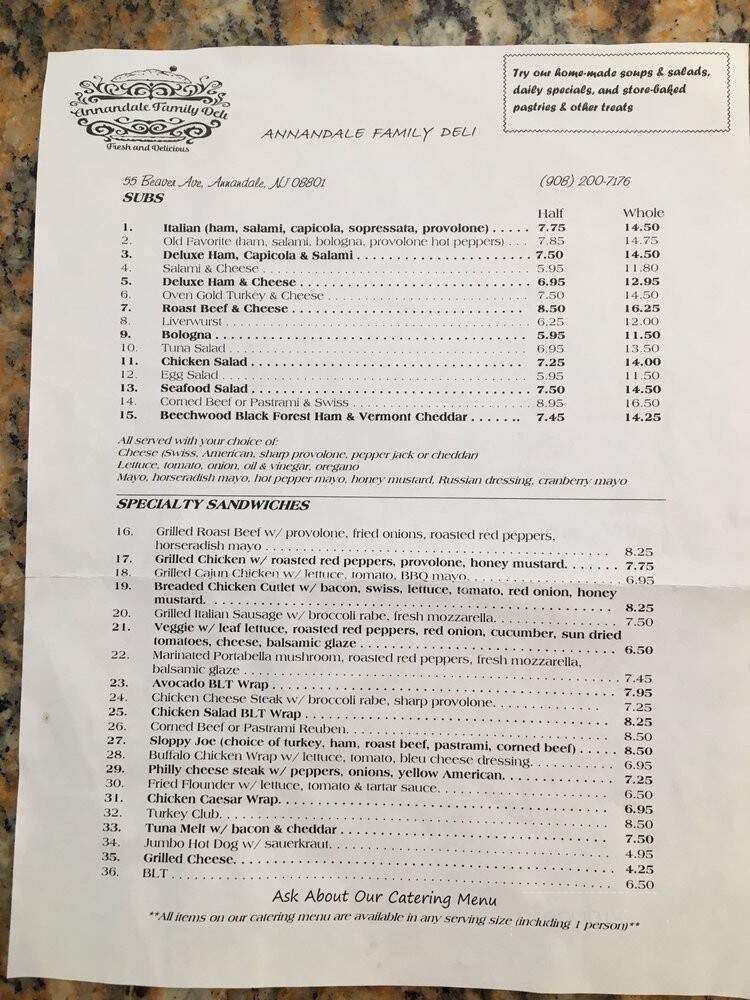 Annandale Family Deli
Fresh and Delicious
Try our home-made soups & salads,
daily specials, and store-baked
pastries & other treats
ANNANDALE FAMILY DELI
55 Beaver Ave, Annandale, NJ 08801 (908) 200-7176
SUBS
Half Whole
1. Italian (ham, salami, capicola, sopressata, provolone) . . . . . 7.75 14.50
2. Old Favorite (ham, salami, bologna, provolone hot peppers) . . . 7.85 14.75
3. Deluxe Ham, Capicola & Salami . . . . . . . . . . . . . . . . . . . . . . . 7.50 14.50
4. Salami & Cheese . . . . . . . . . . . . . . . . . . . . . . . . . . . . . . . . . . . . 5.95 11.80
5. Deluxe Ham & Cheese . . . . . . . . . . . . . . . . . . . . . . . . . . . . . . . 6.95 12.95
6. Oven Gold Turkey & Cheese . . . . . . . . . . . . . . . . . . . . . . . . . . . 7.50 14.50
7. Roast Beef & Cheese . . . . . . . . . . . . . . . . . . . . . . . . . . . . . . . . 8.50 16.25
8. Liverwurst . . . . . . . . . . . . . . . . . . . . . . . . . . . . . . . . . . . . . . . . . 6.25 12.00
9. Bologna . . . . . . . . . . . . . . . . . . . . . . . . . . . . . . . . . . . . . . . . . . 5.95 11.50
10. Tuna Salad . . . . . . . . . . . . . . . . . . . . . . . . . . . . . . . . . . . . . . . . 6.95 13.50
11. Chicken Salad . . . . . . . . . . . . . . . . . . . . . . . . . . . . . . . . . . . . . 7.25 14.00
12. Egg Salad . . . . . . . . . . . . . . . . . . . . . . . . . . . . . . . . . . . . . . . . . 5.95 11.50
13. Seafood Salad . . . . . . . . . . . . . . . . . . . . . . . . . . . . . . . . . . . . . 7.50 14.50
14. Corned Beef or Pastrami & Swiss . . . . . . . . . . . . . . . . . . . . . . . 8.95 16.50
15. Beechwood Black Forest Ham & Vermont Cheddar . . . . . . . 7.45 14.25
All served with your choice of:
Cheese (Swiss, American, sharp provolone, pepper jack or cheddar)
Lettuce, tomato, onion, oil & vinegar, oregano
Mayo, horseradish mayo, hot pepper mayo, honey mustard, Russian dressing, cranberry mayo
SPECIALTY SANDWICHES
16. Grilled Roast Beef w/ provolone, fried onions, roasted red peppers,
horseradish mayo . . . . . . . . . . . . . . . . . . . . . . . . . . . . . . . . . . . . . . . . . . . 8.25
17. Grilled Chicken w/ roasted red peppers, provolone, honey mustard. . . . . . . 7.75
18. Grilled Cajun Chicken w/ lettuce, tomato, BBQ mayo. . . . . . . . . . . . . . . . . . . 6.95
19. Breaded Chicken Cutlet w/ bacon, swiss, lettuce, tomato, red onion, honey
mustard. . . . . . . . . . . . . . . . . . . . . . . . . . . . . . . . . . . . . . . . . . . . . . . . . . . . 8.25
20. Grilled Italian Sausage w/ broccoli rabe, fresh mozzarella. . . . . . . . . . . . . . . 7.50
21. Veggie w/ leaf lettuce, roasted red peppers, red onion, cucumber, sun dried
tomatoes, cheese, balsamic glaze . . . . . . . . . . . . . . . . . . . . . . . . . . . . . . . . 6.50
22. Marinated Portabella mushroom, roasted red peppers, fresh mozzarella,
balsamic glaze . . . . . . . . . . . . . . . . . . . . . . . . . . . . . . . . . . . . . . . . . . . . . . 7.45
23. Avocado BLT Wrap . . . . . . . . . . . . . . . . . . . . . . . . . . . . . . . . . . . . . . . . . . 7.95
24. Chicken Cheese Steak w/ broccoli rabe, sharp provolone. . . . . . . . . . . . . . . 7.25
25. Chicken Salad BLT Wrap . . . . . . . . . . . . . . . . . . . . . . . . . . . . . . . . . . . . . . 8.25
26. Corned Beef or Pastrami Reuben. . . . . . . . . . . . . . . . . . . . . . . . . . . . . . . . . 8.50
27. Sloppy Joe (choice of turkey, ham, roast beef, pastrami, corned beef) . . . . . 8.50
28. Buffalo Chicken Wrap w/ lettuce, tomato, bleu cheese dressing. . . . . . . . . . 6.95
29. Philly cheese steak w/ peppers, onions, yellow American. . . . . . . . . . . . . . . 7.25
30. Fried Flounder w/ lettuce, tomato & tartar sauce. . . . . . . . . . . . . . . . . . . . . . 6.50
31. Chicken Caesar Wrap. . . . . . . . . . . . . . . . . . . . . . . . . . . . . . . . . . . . . . . . . . 6.95
32. Turkey Club. . . . . . . . . . . . . . . . . . . . . . . . . . . . . . . . . . . . . . . . . . . . . . . . . . 8.50
33. Tuna Melt w/ bacon & cheddar . . . . . . . . . . . . . . . . . . . . . . . . . . . . . . . . . . 7.50
34. Jumbo Hot Dog w/ sauerkraut. . . . . . . . . . . . . . . . . . . . . . . . . . . . . . . . . . . . 4.95
35. Grilled Cheese. . . . . . . . . . . . . . . . . . . . . . . . . . . . . . . . . . . . . . . . . . . . . . . . 4.25
36. BLT . . . . . . . . . . . . . . . . . . . . . . . . . . . . . . . . . . . . . . . . . . . . . . . . . . . . . . . . 6.50
Ask About Our Catering Menu
**All items on our catering menu are available in any serving size (including 1 person)**